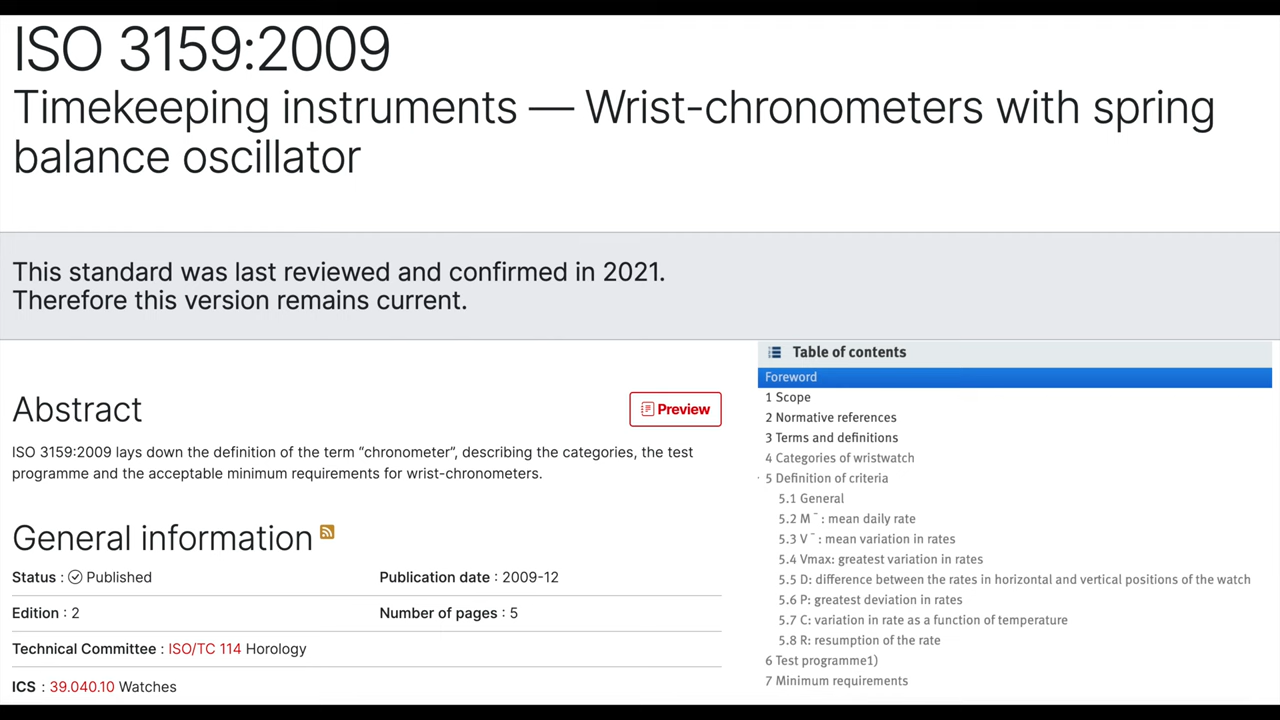 ISO 3159:2009
Timekeeping instruments — Wrist-chronometers with spring
balance oscillator
This standard was last reviewed and confirmed in 2021.
Therefore this version remains current.
Abstract
Preview
ISO 3159:2009 lays down the definition of the term “chronometer”, describing the categories, the test
programme and the acceptable minimum requirements for wrist-chronometers.
General information
Status : Published
Publication date : 2009-12
Edition : 2
Number of pages : 5
Technical Committee : ISO/TC 114 Horology
ICS : 39.040.10 Watches
Table of contents
Foreword
1 Scope
2 Normative references
3 Terms and definitions
4 Categories of wristwatch
5 Definition of criteria
5.1 General
5.2 M ¯ : mean daily rate
5.3 V ¯ : mean variation in rates
5.4 Vmax: greatest variation in rates
5.5 D: difference between the rates in horizontal and vertical positions of the watch
5.6 P: greatest deviation in rates
5.7 C: variation in rate as a function of temperature
5.8 R: resumption of the rate
6 Test programme1)
7 Minimum requirements